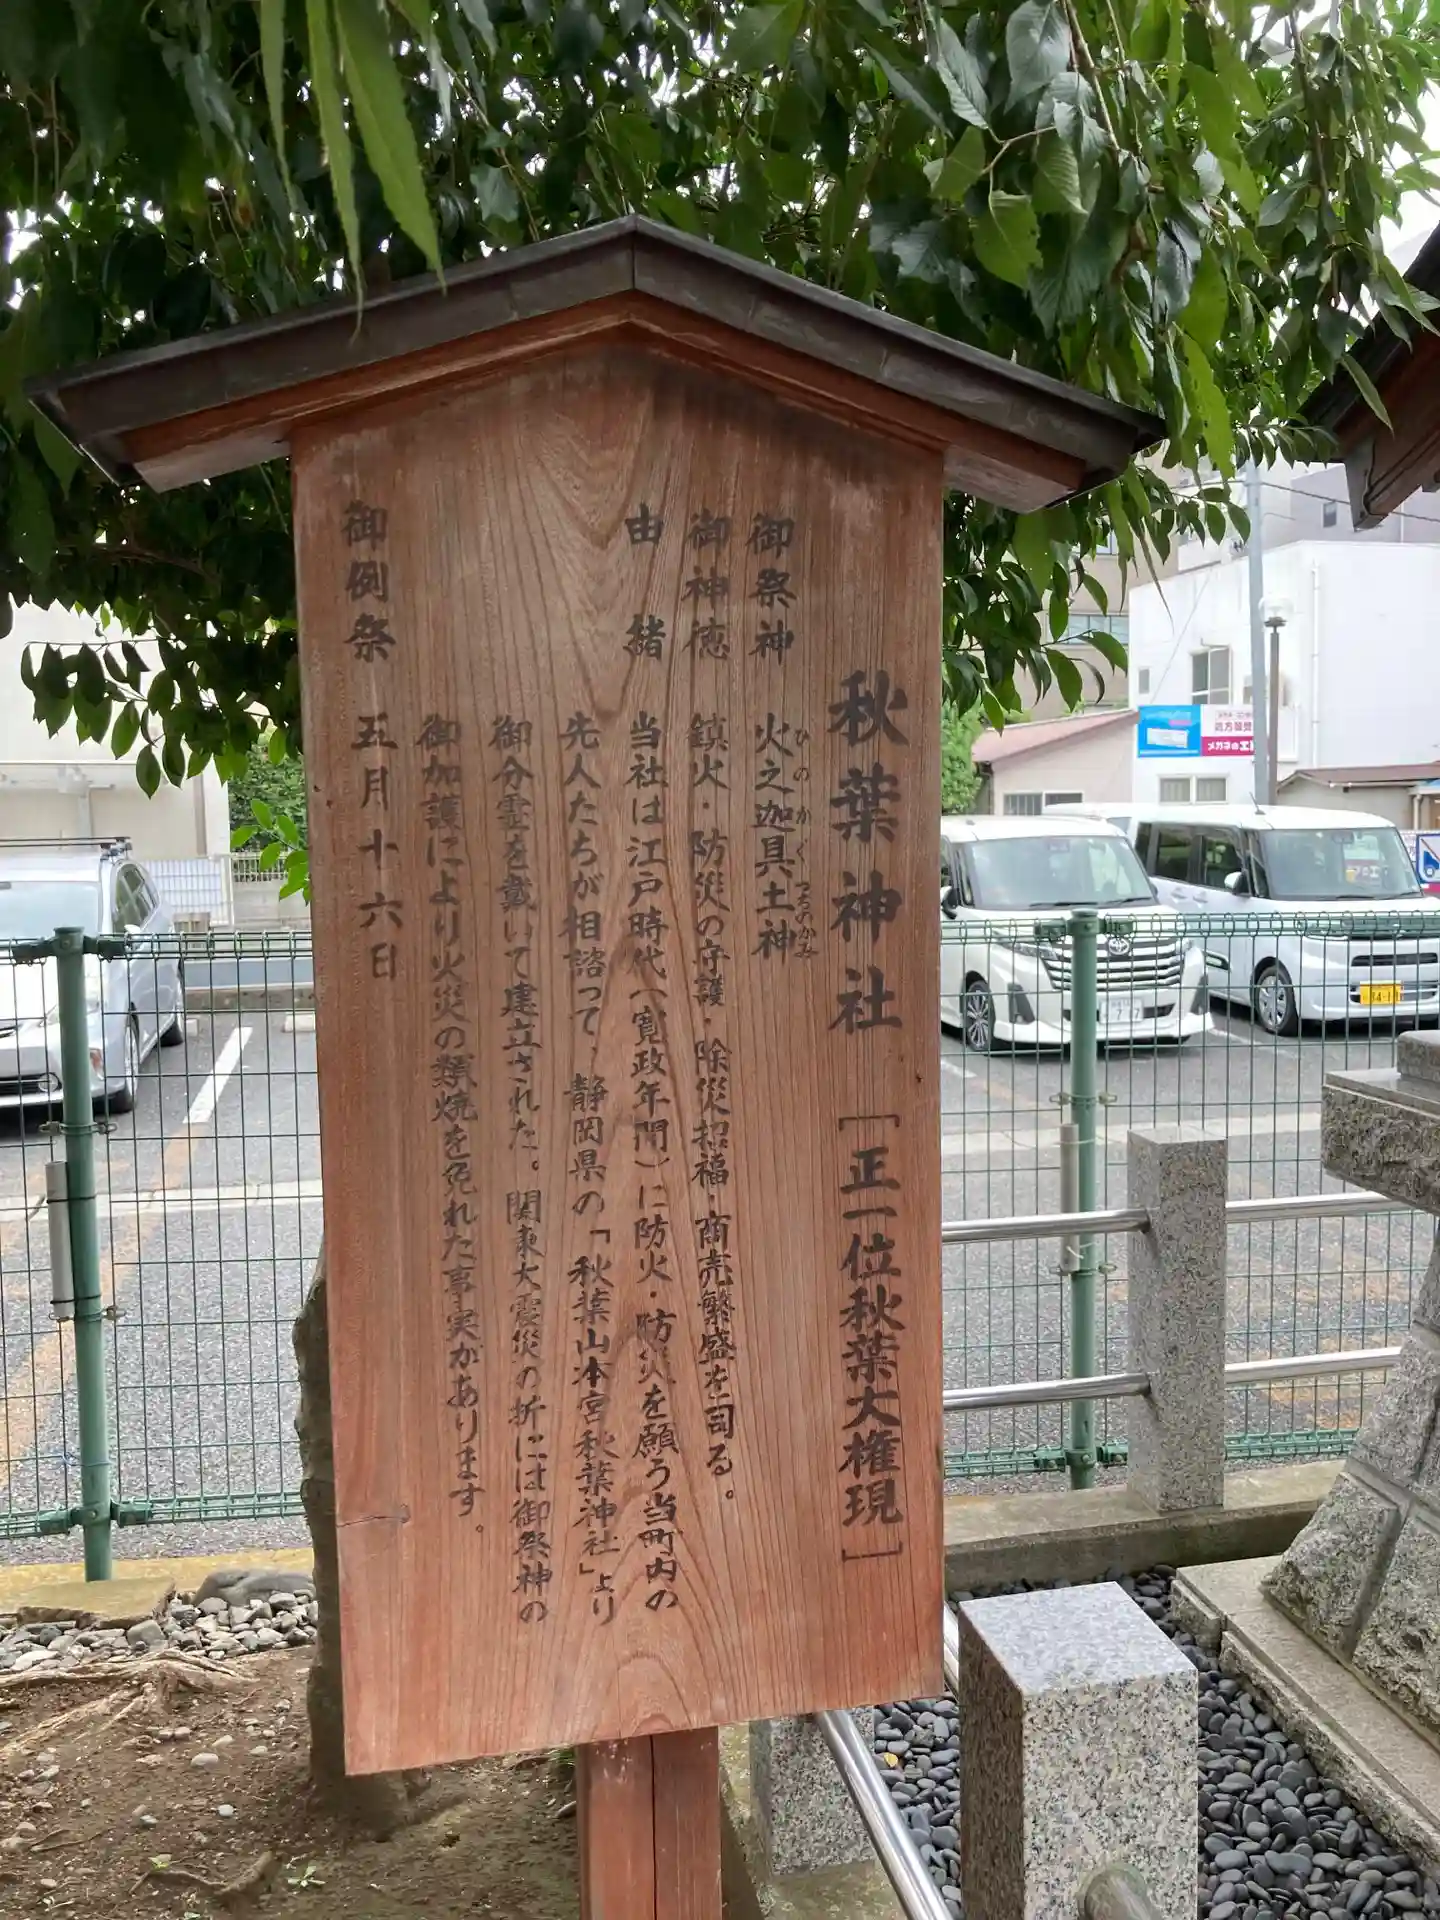 秋葉神社 [正一位秋葉大権現]
御祭神 火之迦具土神
ひのかぐつちのかみ
御神徳 鎮火・防災の守護・除災招福・商売繁盛を司る。
由緒 当社は江戸時代(寛政年間)に防火・防災を願う当町内の
先人たちが相諮って、静岡県の「秋葉山本宮秋葉神社」より
御分霊を戴いて建立された。関東大震災の折には御祭神の
御加護により火災の類焼を免れた事実があります。
御例祭 五月十六日
メガネの